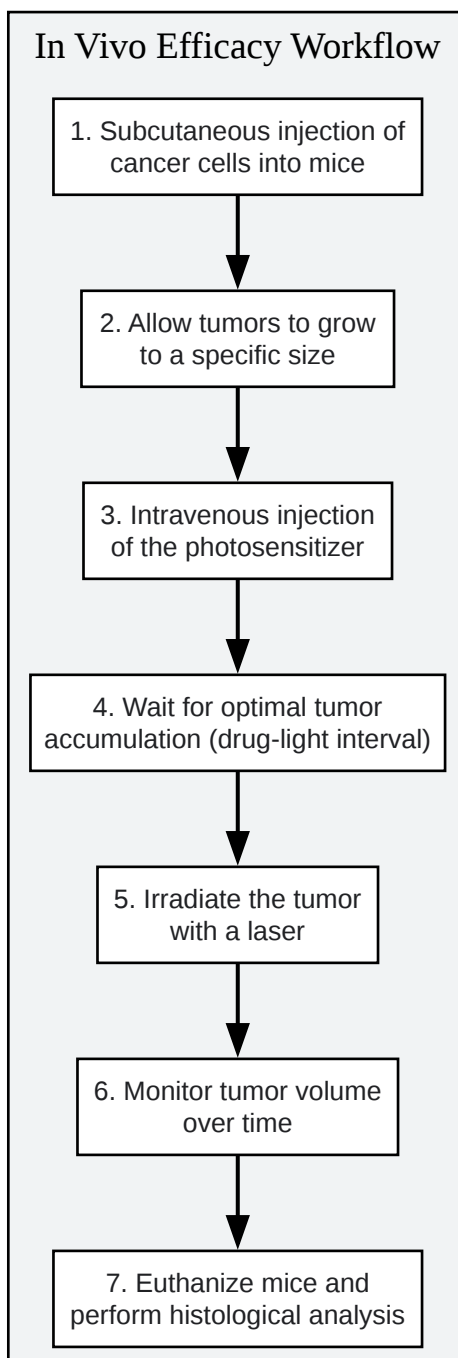 In Vivo Efficacy Workflow
1. Subcutaneous injection of
cancer cells into mice
2. Allow tumors to grow
to a specific size
3. Intravenous injection
of the photosensitizer
4. Wait for optimal tumor
accumulation (drug-light interval)
5. Irradiate the tumor
with a laser
6. Monitor tumor volume
over time
7. Euthanize mice and
perform histological analysis